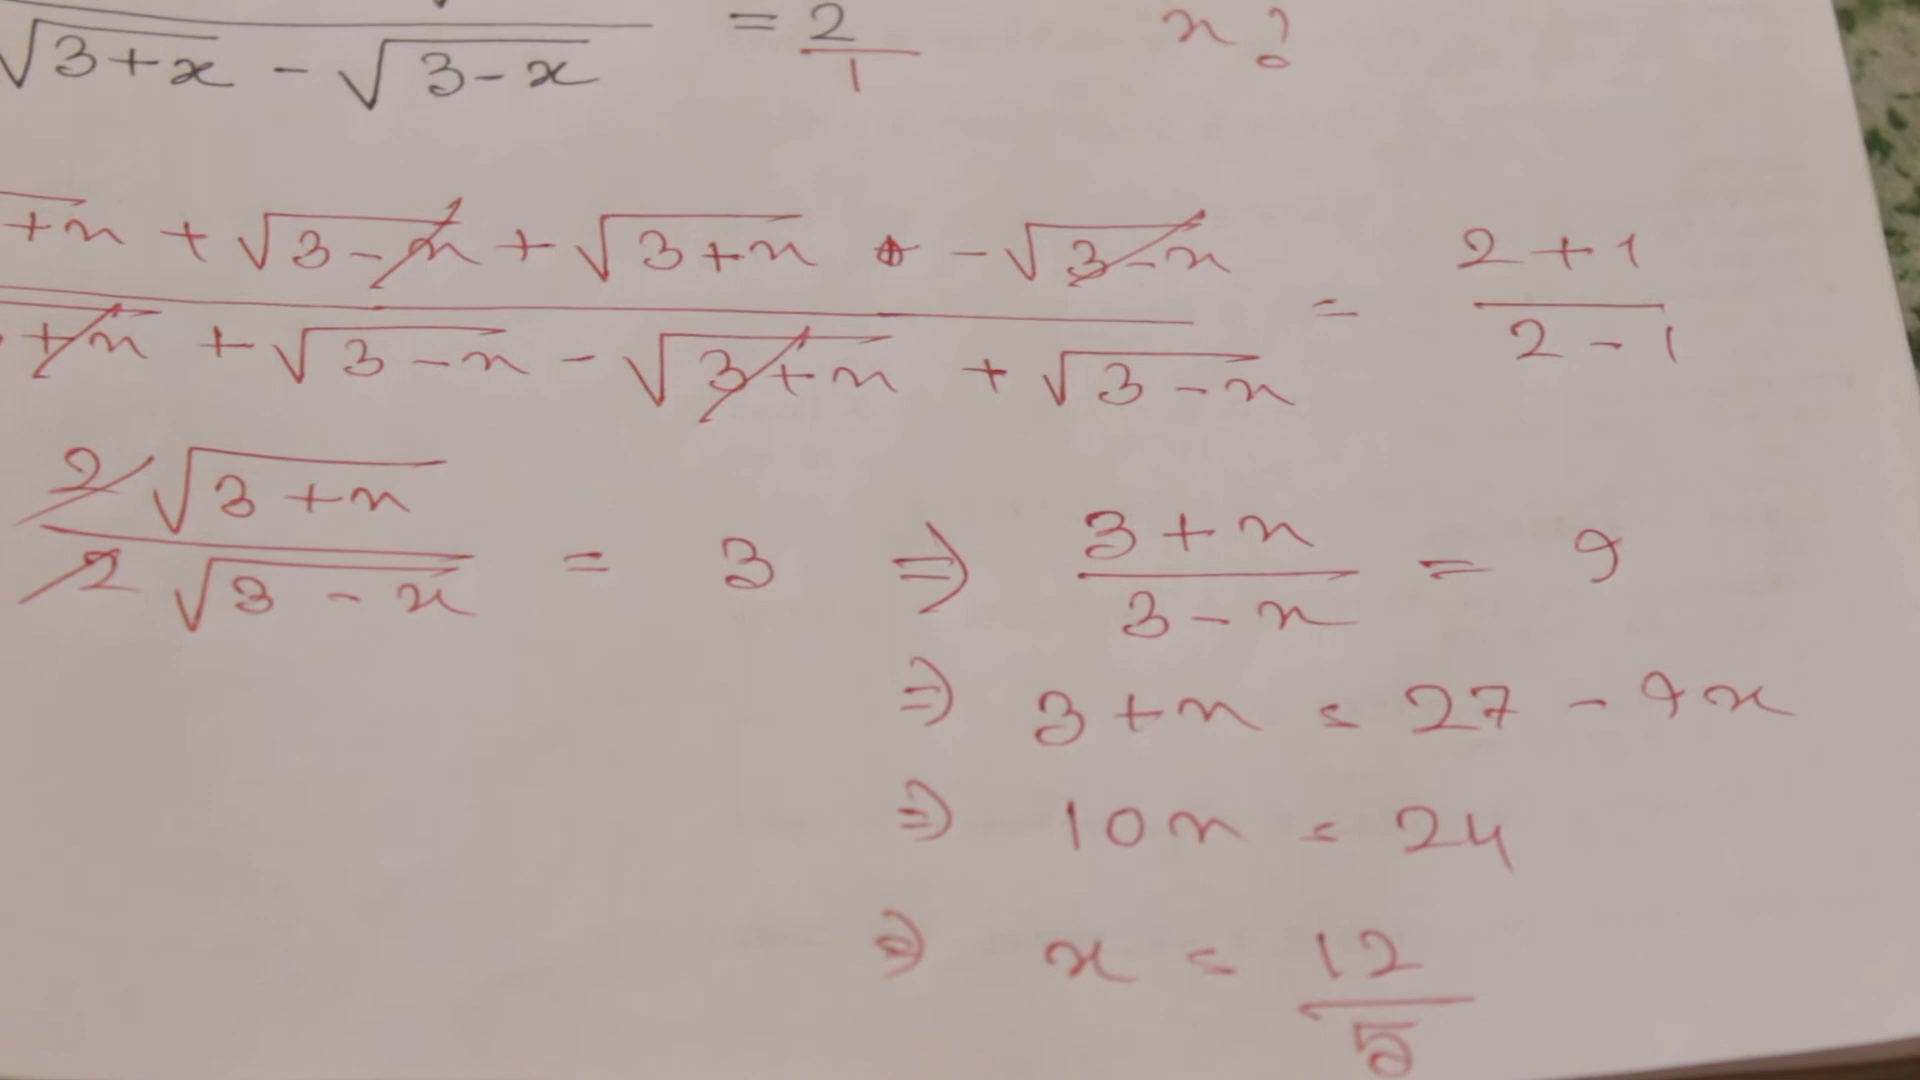 √3+x - √3-x = 2/1 x?
+x + √3-x + √3+x - √3-x = 2+1
+x + √3-x - √3+x + √3-x 2-1
2√3+x / 2√3-x = 3 ⇒ 3+x / 3-x = 9
⇒ 3+x = 27 - 9x
⇒ 10x = 24
⇒ x = 12/5